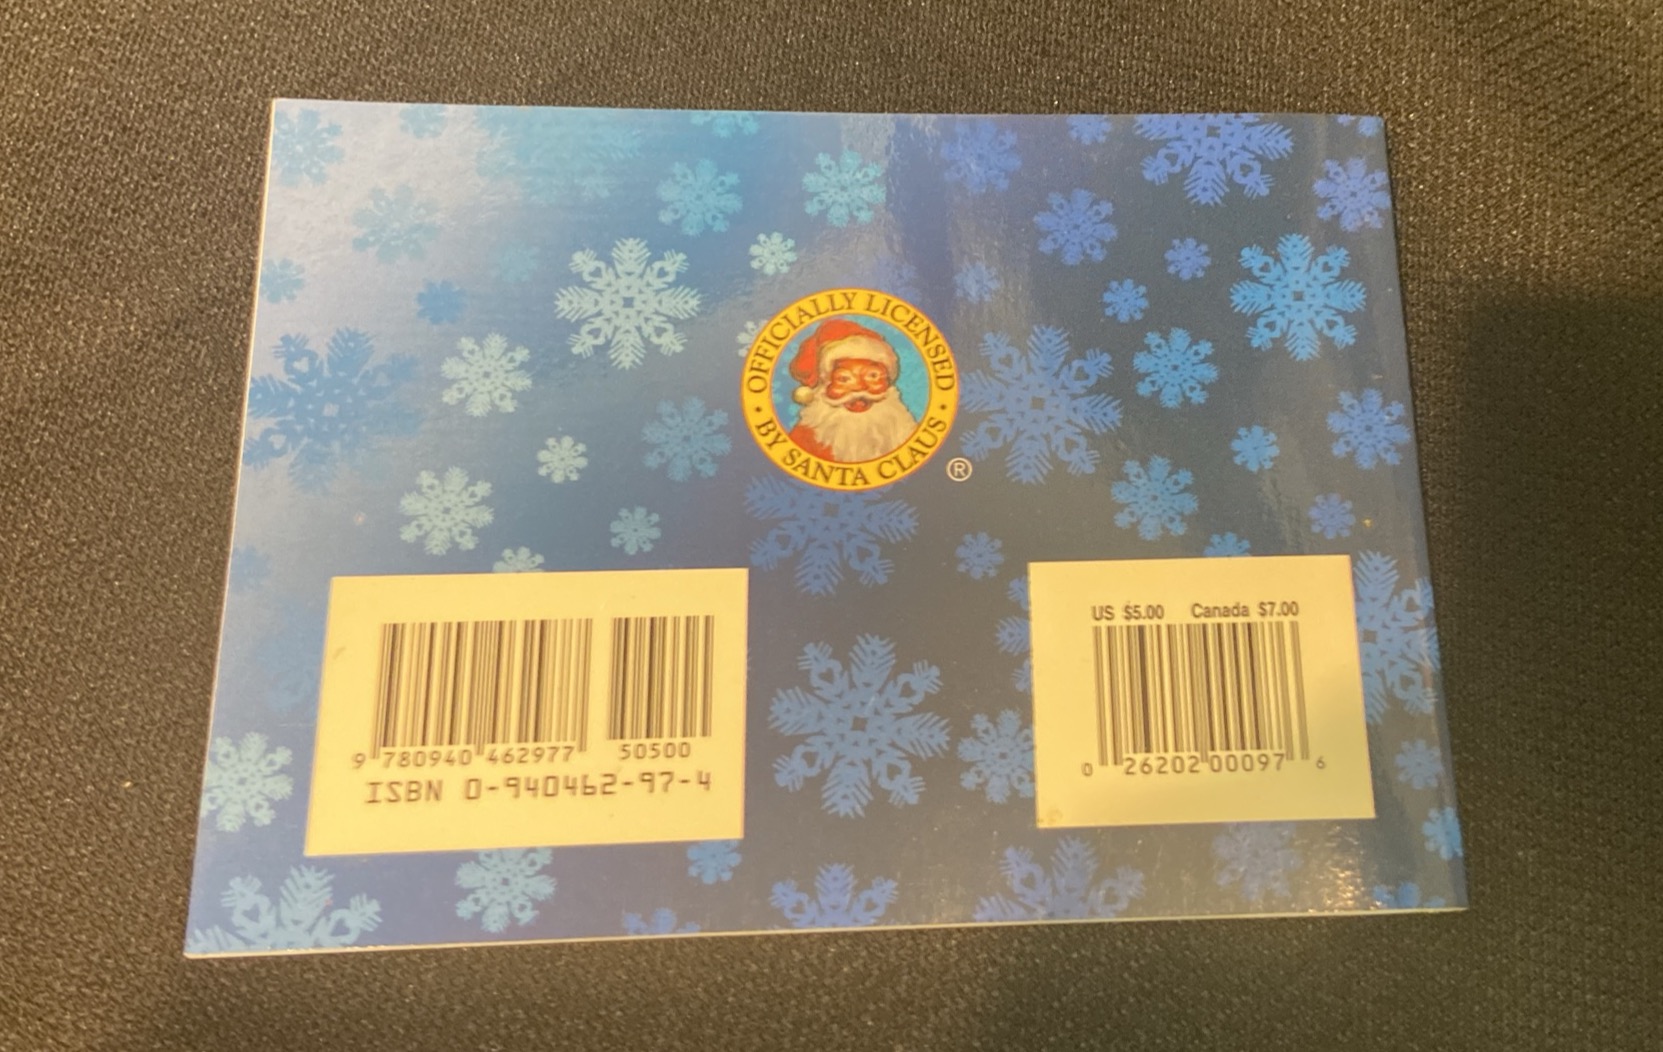 OFFICIALLY LICENSED
• BY SANTA CLAUS •
®
US $5.00 Canada $7.00
9 780940 462977 50500
ISBN 0-940462-97-4
0 26202 00097 6